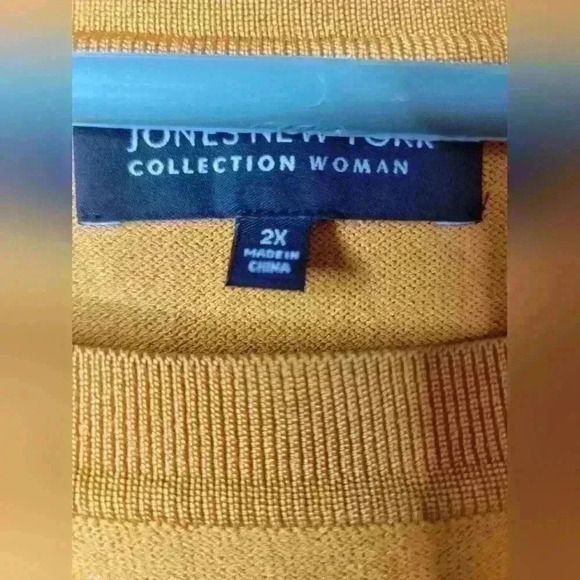 JONES NEW YORK
COLLECTION WOMAN
2X
MADE IN
CHINA